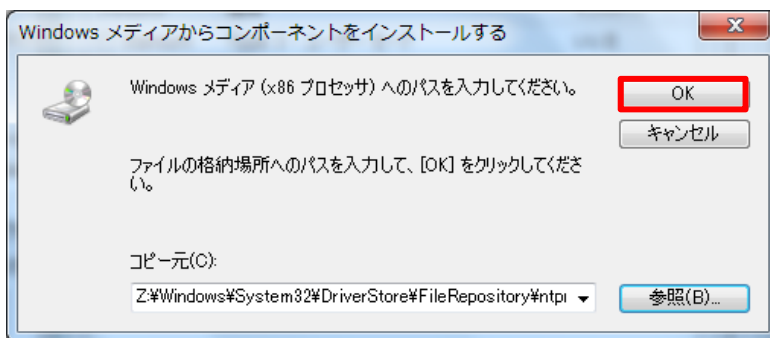 Windows メディアからコンポーネントをインストールする
Windows メディア (x86 プロセッサ) へのパスを入力してください。
OK
キャンセル
ファイルの格納場所へのパスを入力して、[OK] をクリックしてくださ
い。
コピー元(C):
Z:¥Windows¥System32¥DriverStore¥FileRepository¥ntpr
参照(B)...